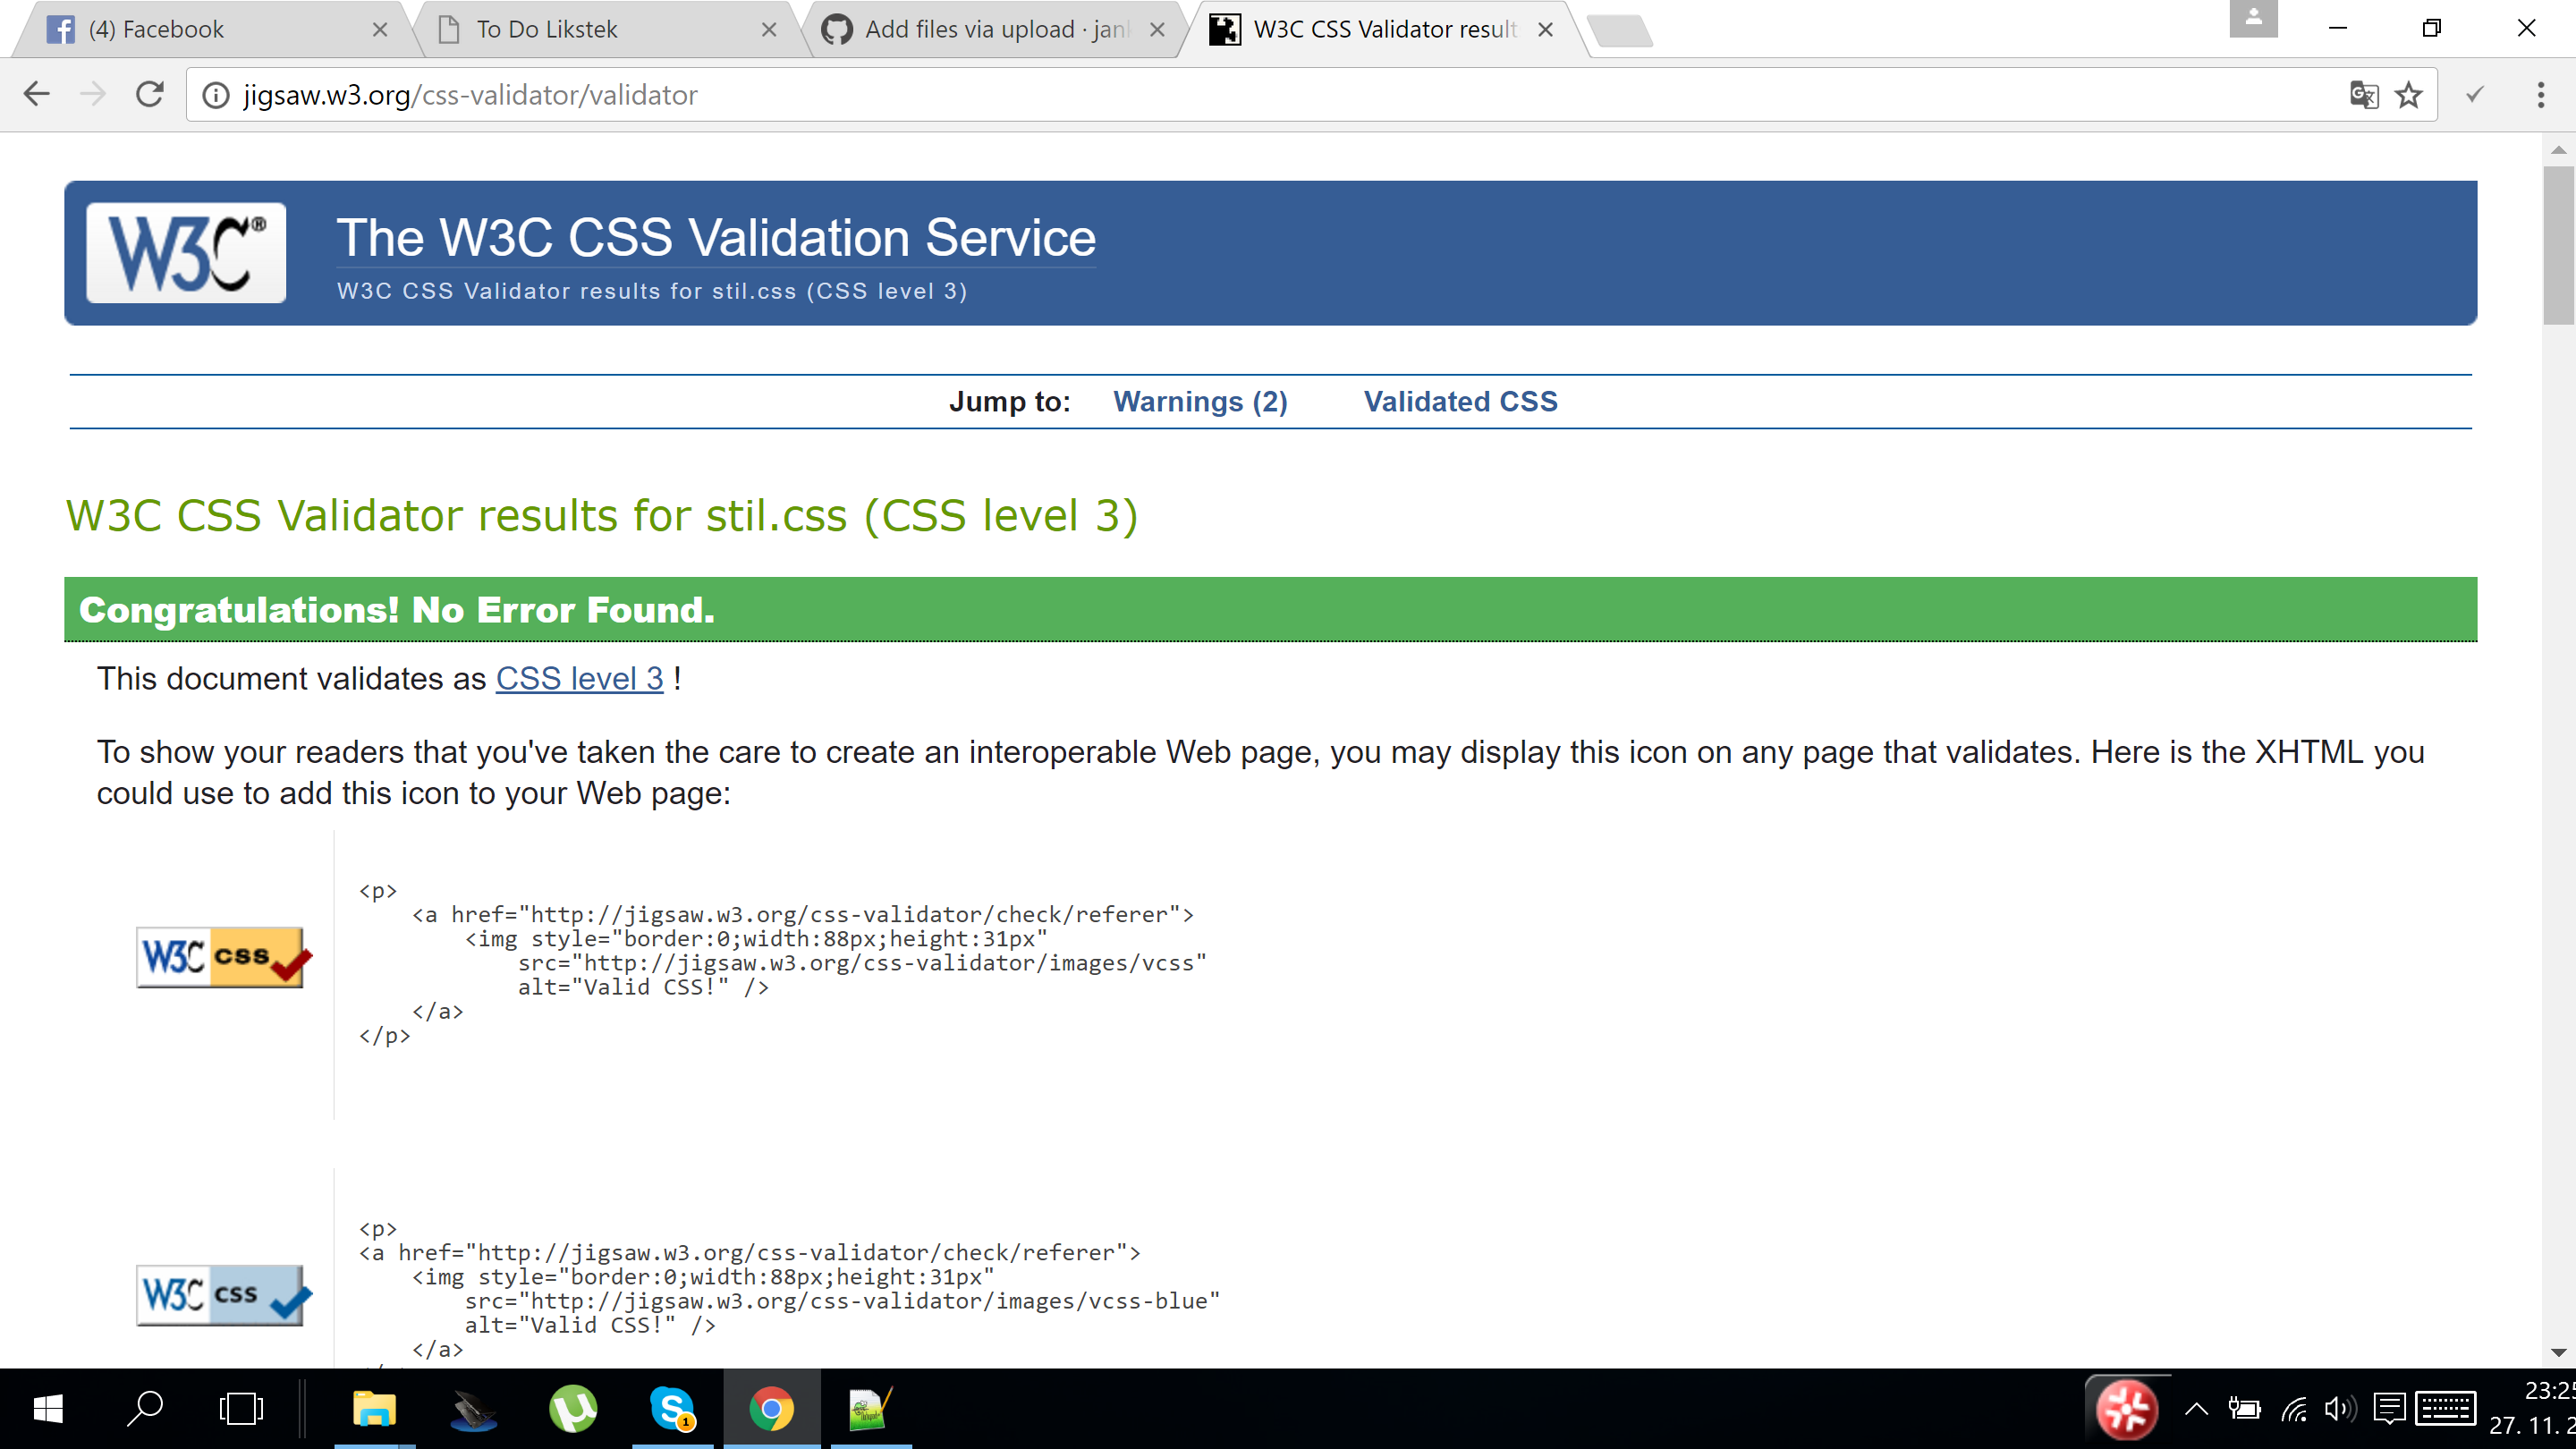 (4) Facebook
To Do Likstek
Add files via upload · jank
W3C CSS Validator result
jigsaw.w3.org/css-validator/validator
W3C®
The W3C CSS Validation Service
W3C CSS Validator results for stil.css (CSS level 3)
Jump to: Warnings (2) Validated CSS
W3C CSS Validator results for stil.css (CSS level 3)
Congratulations! No Error Found.
This document validates as CSS level 3 !
To show your readers that you've taken the care to create an interoperable Web page, you may display this icon on any page that validates. Here is the XHTML you
could use to add this icon to your Web page:
W3C css
<p>
<a href="http://jigsaw.w3.org/css-validator/check/referer">
<img style="border:0;width:88px;height:31px"
src="http://jigsaw.w3.org/css-validator/images/vcss"
alt="Valid CSS!" />
</a>
</p>
W3C css
<p>
<a href="http://jigsaw.w3.org/css-validator/check/referer">
<img style="border:0;width:88px;height:31px"
src="http://jigsaw.w3.org/css-validator/images/vcss-blue"
alt="Valid CSS!" />
</a>
1
23:25
27. 11. 2